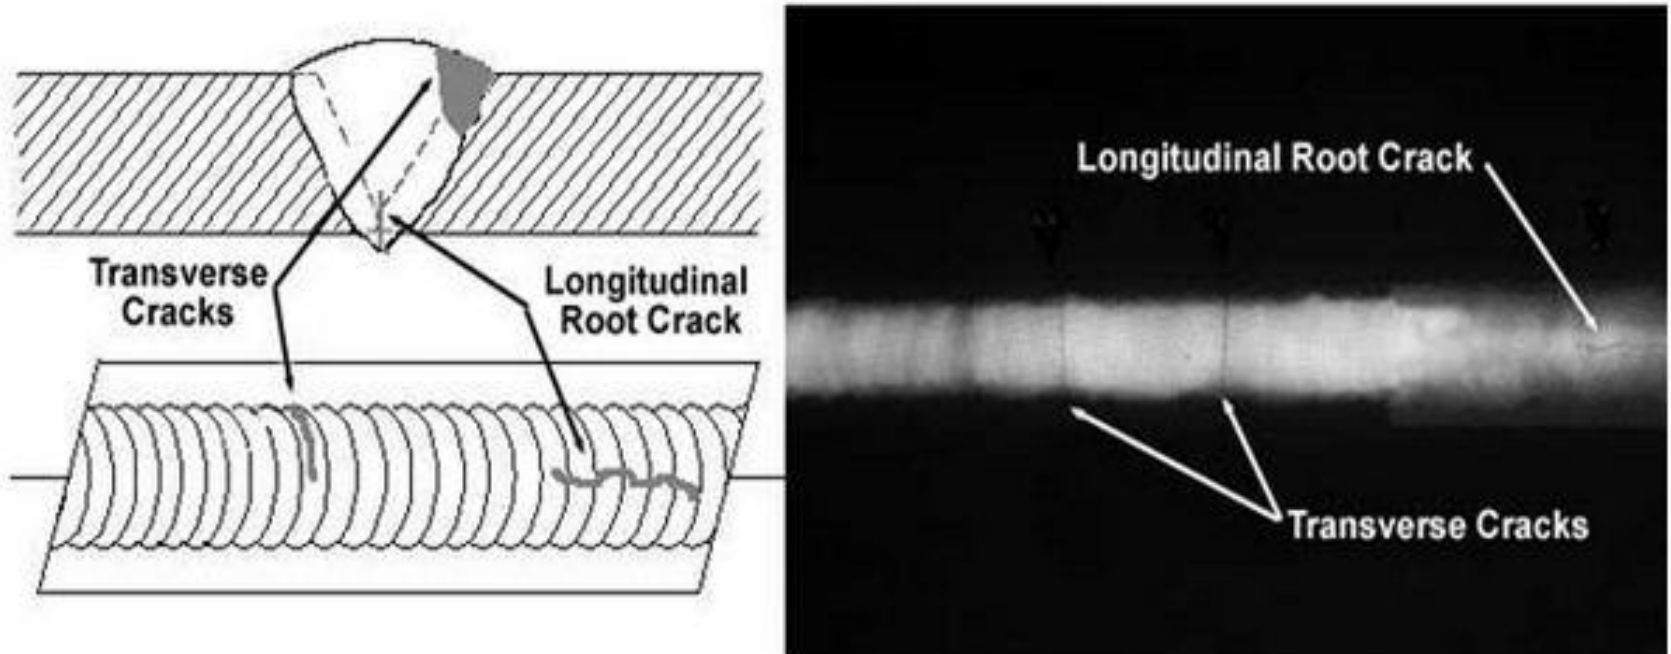 Transverse
Cracks
Longitudinal
Root Crack
Longitudinal Root Crack
Transverse Cracks